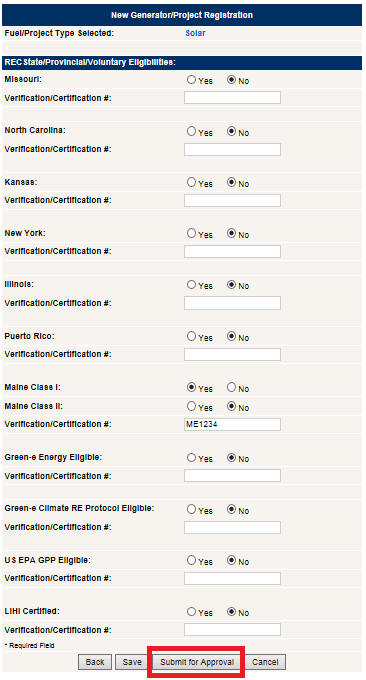 New Generator/Project Registration
Fuel/Project Type Selected: Solar
REC State/Provincial/Voluntary Eligibilities:
Missouri: Yes No
Verification/Certification #:
North Carolina: Yes No
Verification/Certification #:
Kansas: Yes No
Verification/Certification #:
New York: Yes No
Verification/Certification #:
Illinois: Yes No
Verification/Certification #:
Puerto Rico: Yes No
Verification/Certification #:
Maine Class I: Yes No
Maine Class II: Yes No
Verification/Certification #: ME1234
Green-e Energy Eligible: Yes No
Verification/Certification #:
Green-e Climate RE Protocol Eligible: Yes No
Verification/Certification #:
US EPA GPP Eligible: Yes No
Verification/Certification #:
LIHI Certified: Yes No
Verification/Certification #:
* Required Field
Back Save Submit for Approval Cancel